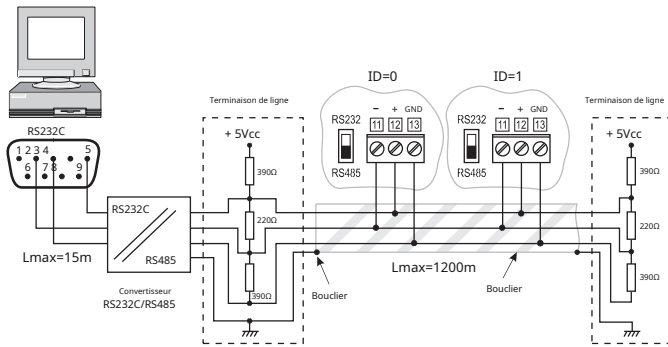 RS232C
1 2 3 4 5
6 7 8 9
RS232C
RS485
Lmax=15m
Convertisseur
RS232C/RS485
Terminaison de ligne
+ 5Vcc
390Ω
220Ω
390Ω
ID=0
RS232
RS485
− + GND
11 12 13
ID=1
RS232
RS485
− + GND
11 12 13
Bouclier
Lmax=1200m
Bouclier
Terminaison de ligne
+ 5Vcc
390Ω
220Ω
390Ω